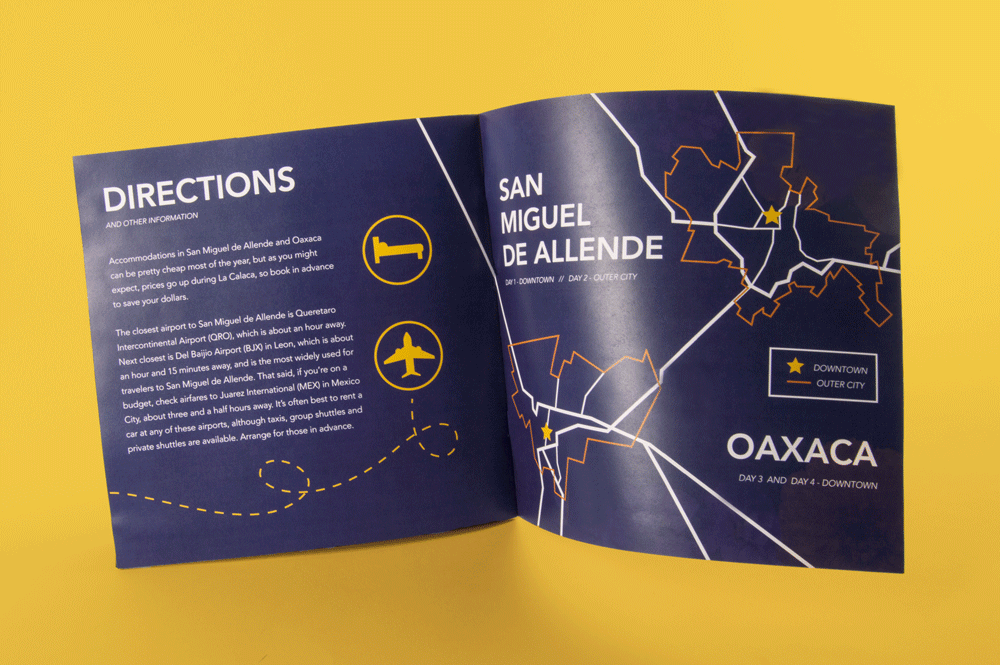 DIRECTIONS
AND OTHER INFORMATION
Accommodations in San Miguel de Allende and Oaxaca
can be pretty cheap most of the year, but as you might
expect, prices go up during La Calaca, so book in advance
to save your dollars.
The closest airport to San Miguel de Allende is Queretaro
Intercontinental Airport (QRO), which is about an hour away.
Next closest is Del Baijio Airport (BJX) in Leon, which is about
an hour and 15 minutes away, and is the most widely used for
travelers to San Miguel de Allende. That said, if you're on a
budget, check airfares to Juarez International (MEX) in Mexico
City, about three and a half hours away. It's often best to rent a
car at any of these airports, although taxis, group shuttles and
private shuttles are available. Arrange for those in advance.
SAN
MIGUEL
DE ALLENDE
DAY 1 - DOWNTOWN // DAY 2 - OUTER CITY
DOWNTOWN
OUTER CITY
OAXACA
DAY 3 AND DAY 4 - DOWNTOWN